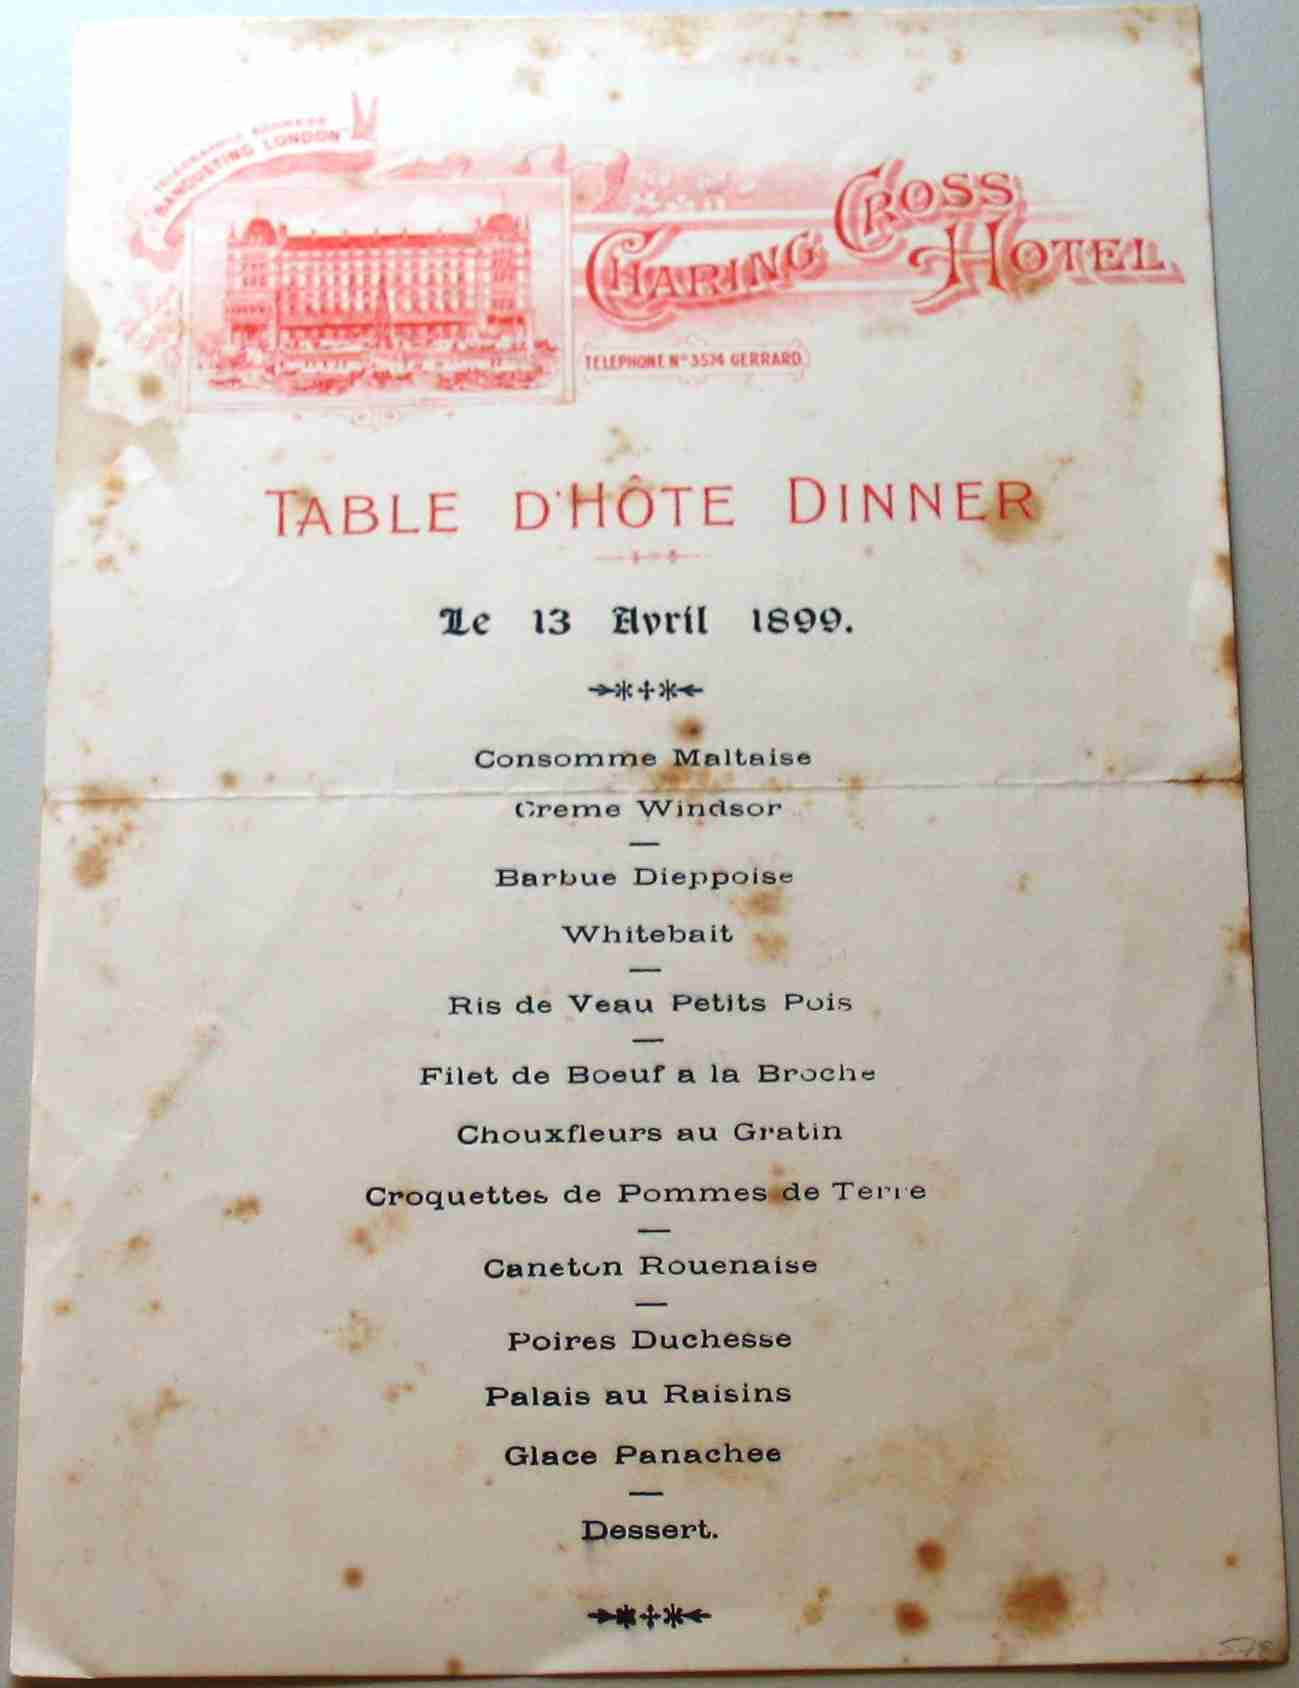 TELEGRAPHIC ADDRESS
"BANQUETING LONDON"
CHARING CROSS HOTEL
TELEPHONE Nº 3574 GERRARD.
TABLE D'HÔTE DINNER
Le 13 Avril 1899.
Consomme Maltaise
Creme Windsor
Barbue Dieppoise
Whitebait
Ris de Veau Petits Pois
Filet de Boeuf a la Broche
Chouxfleurs au Gratin
Croquettes de Pommes de Terre
Caneton Rouenaise
Poires Duchesse
Palais au Raisins
Glace Panachee
Dessert.
578